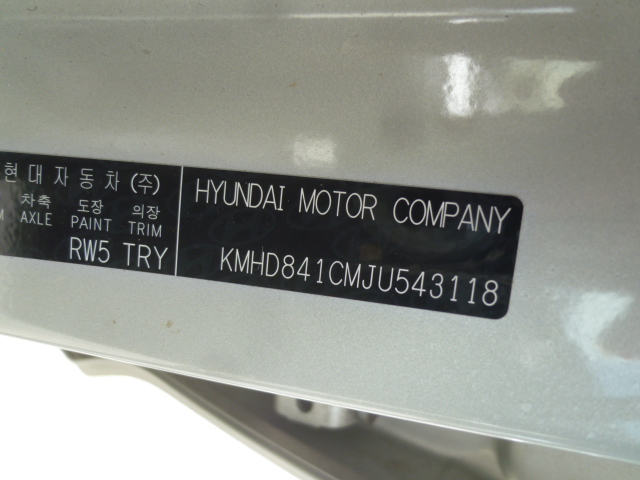 현대자동차(주)
차축 도장 의장
AXLE PAINT TRIM
RW5 TRY
HYUNDAI MOTOR COMPANY
KMHD841CMJU543118